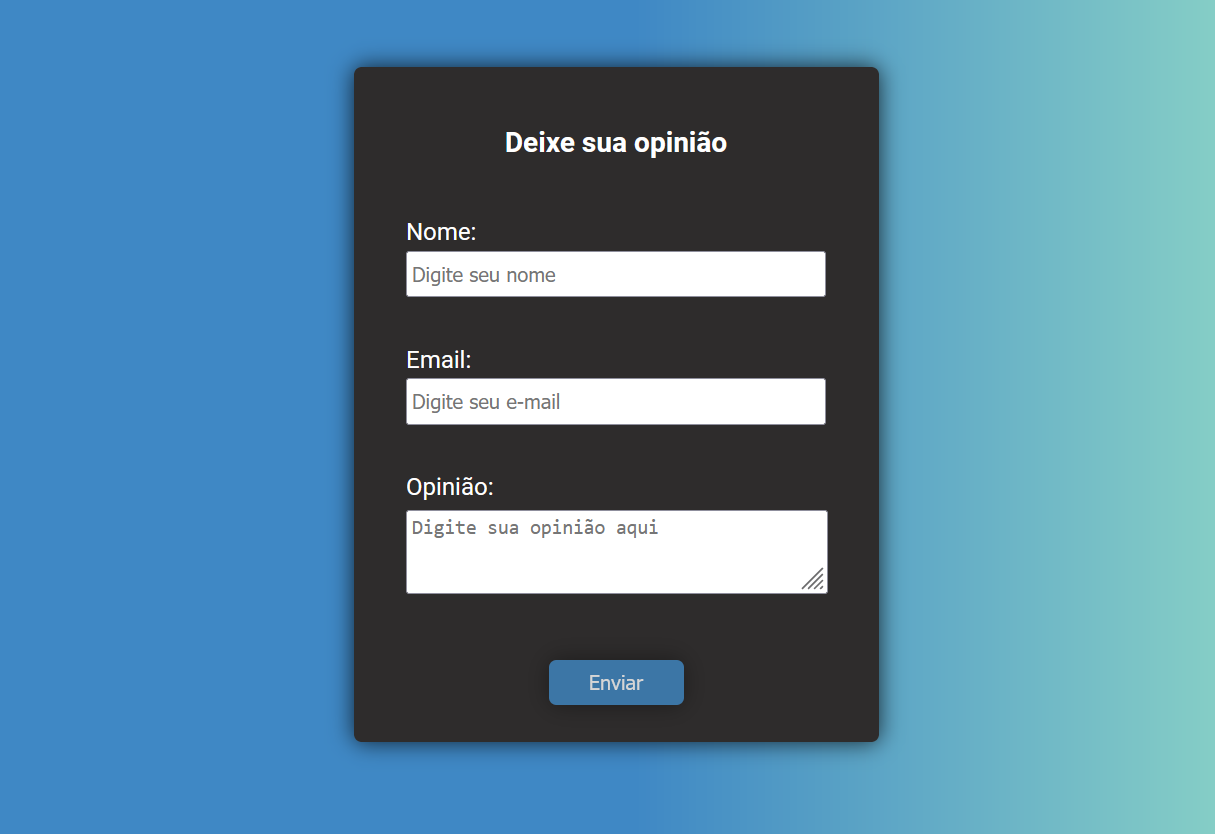 Deixe sua opinião
Nome:
Digite seu nome
Email:
Digite seu e-mail
Opinião:
Digite sua opinião aqui
Enviar